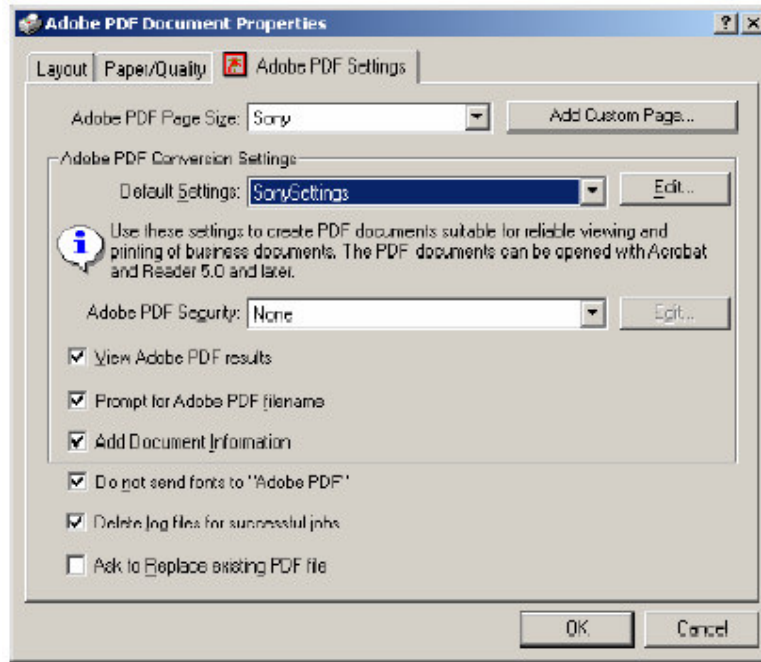 Adobe PDF Document Properties
Layout Paper/Quality Adobe PDF Settings
Adobe PDF Page Size: Sony Add Custom Page...
Adobe PDF Conversion Settings
Default Settings: SonySettings Edit...
Use these settings to create PDF documents suitable for reliable viewing and
printing of business documents. The PDF documents can be opened with Acrobat
and Reader 5.0 and later.
Adobe PDF Security: None Edit...
View Adobe PDF results
Prompt for Adobe PDF filename
Add Document Information
Do not send fonts to "Adobe PDF"
Delete log files for successful jobs
Ask to Replace existing PDF file
OK Cancel